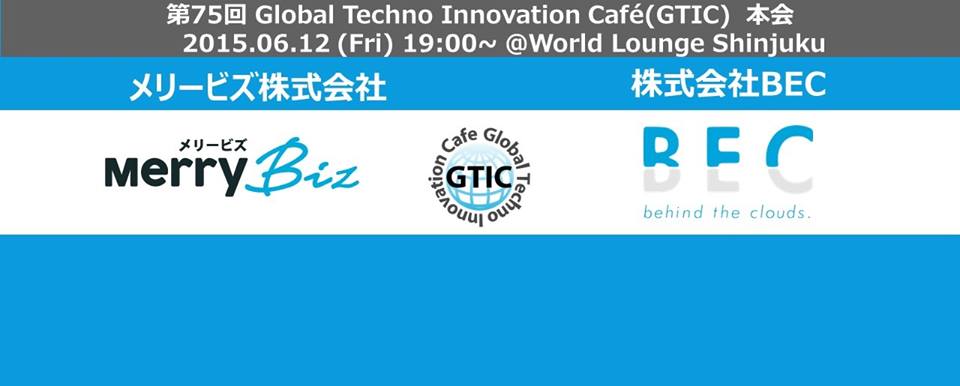 第75回 Global Techno Innovation Café(GTIC) 本会
2015.06.12 (Fri) 19:00~ @World Lounge Shinjuku
メリービズ株式会社
株式会社BEC
メリービズ
Merry Biz
Innovation Cafe Global Techno
GTIC
BEC
behind the clouds.